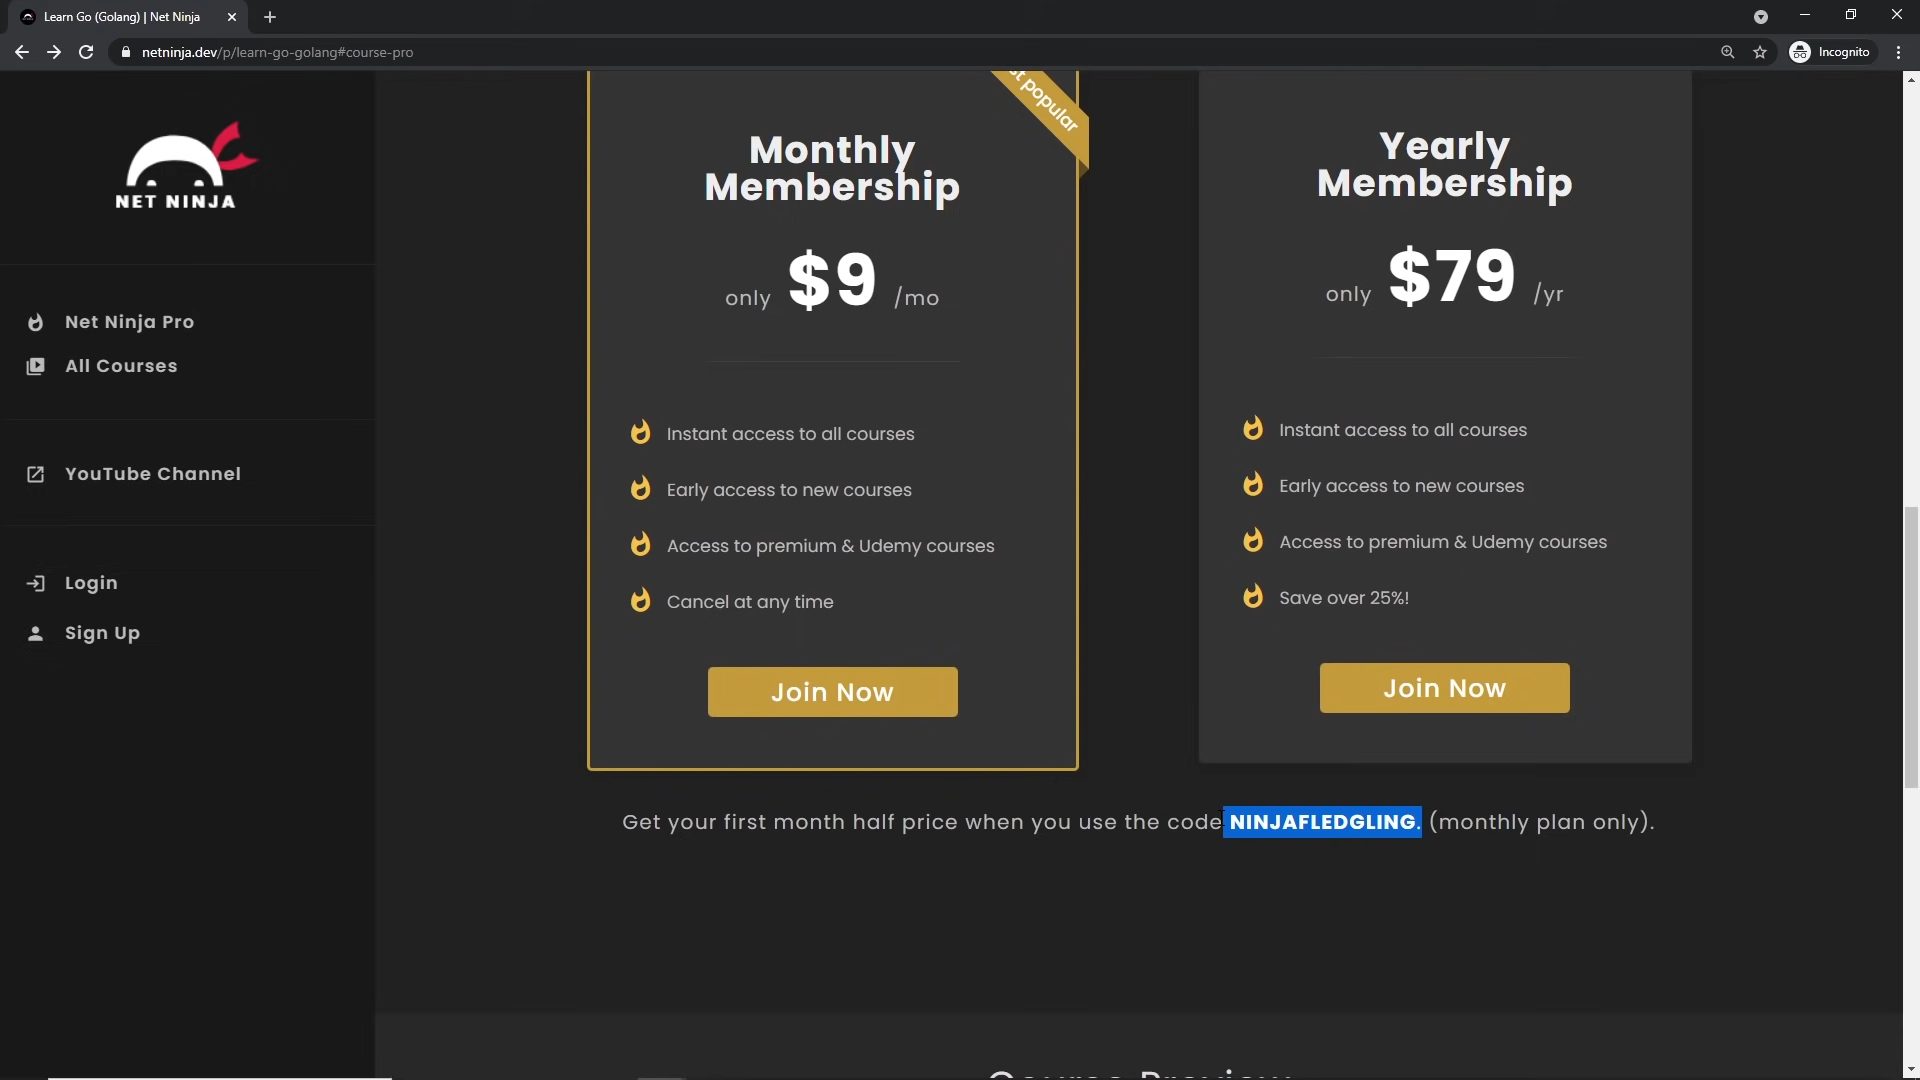 Learn Go (Golang) | Net Ninja
netninja.dev/p/learn-go-golang#course-pro
Incognito
NET NINJA
Net Ninja Pro
All Courses
YouTube Channel
Login
Sign Up
st popular
Monthly
Membership
only $9 /mo
Instant access to all courses
Early access to new courses
Access to premium & Udemy courses
Cancel at any time
Join Now
Yearly
Membership
only $79 /yr
Instant access to all courses
Early access to new courses
Access to premium & Udemy courses
Save over 25%!
Join Now
Get your first month half price when you use the code NINJAFLEDGLING. (monthly plan only).
Course Preview